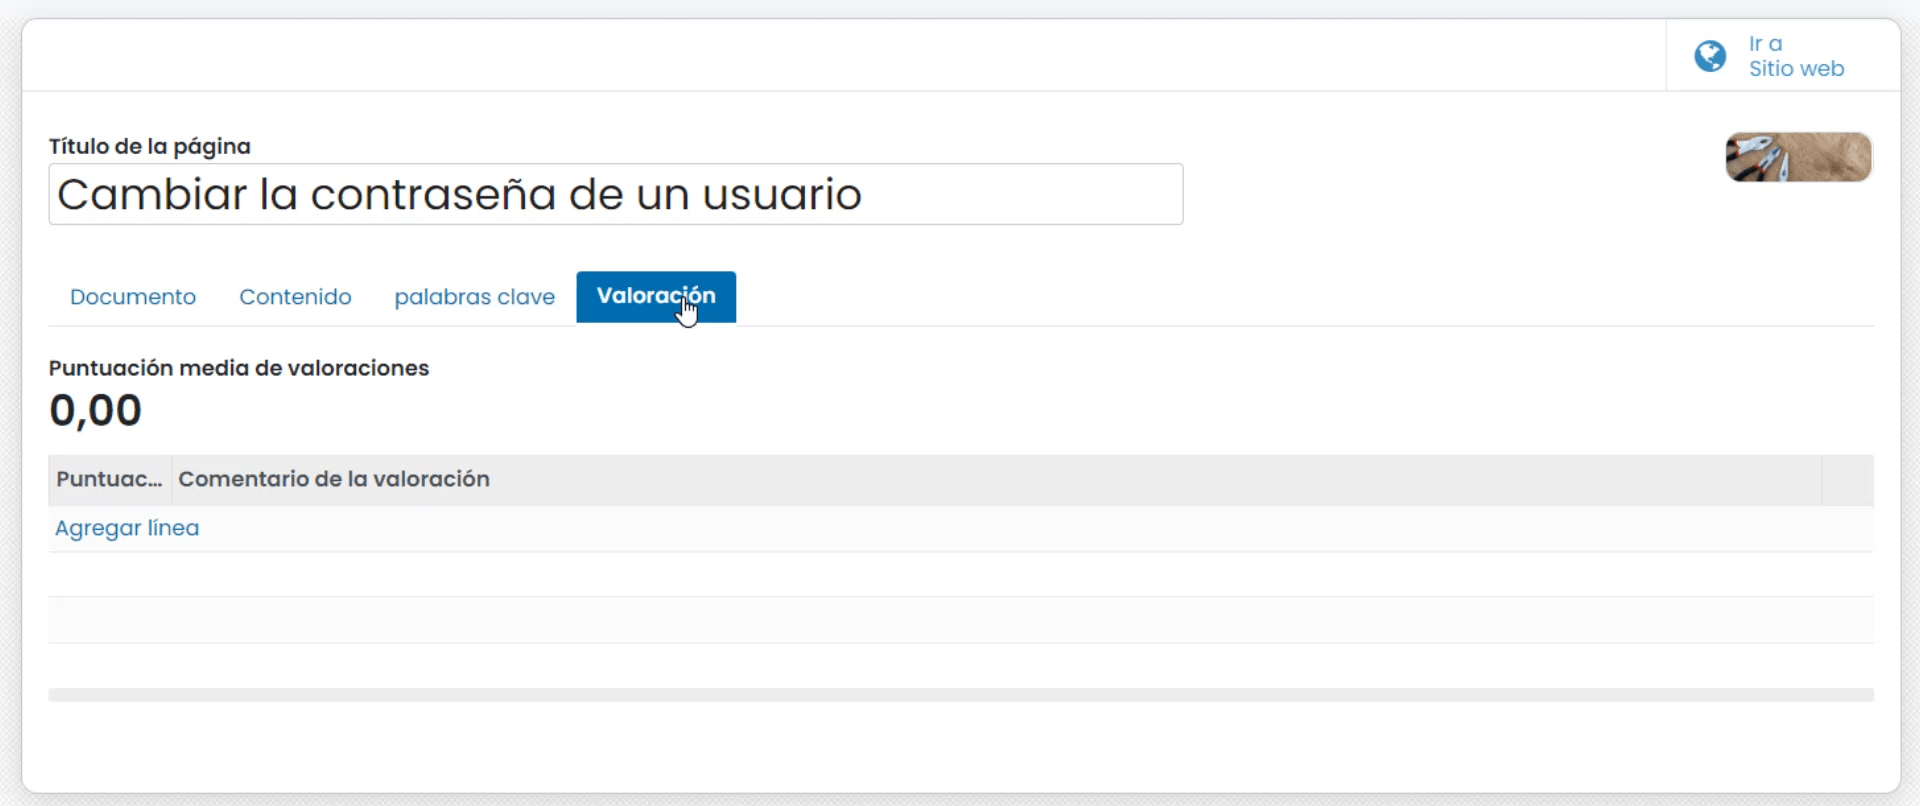 Ir a
Sitio web
Título de la página
Cambiar la contraseña de un usuario
Documento Contenido palabras clave Valoración
Puntuación media de valoraciones
0,00
Puntuac... Comentario de la valoración
Agregar línea